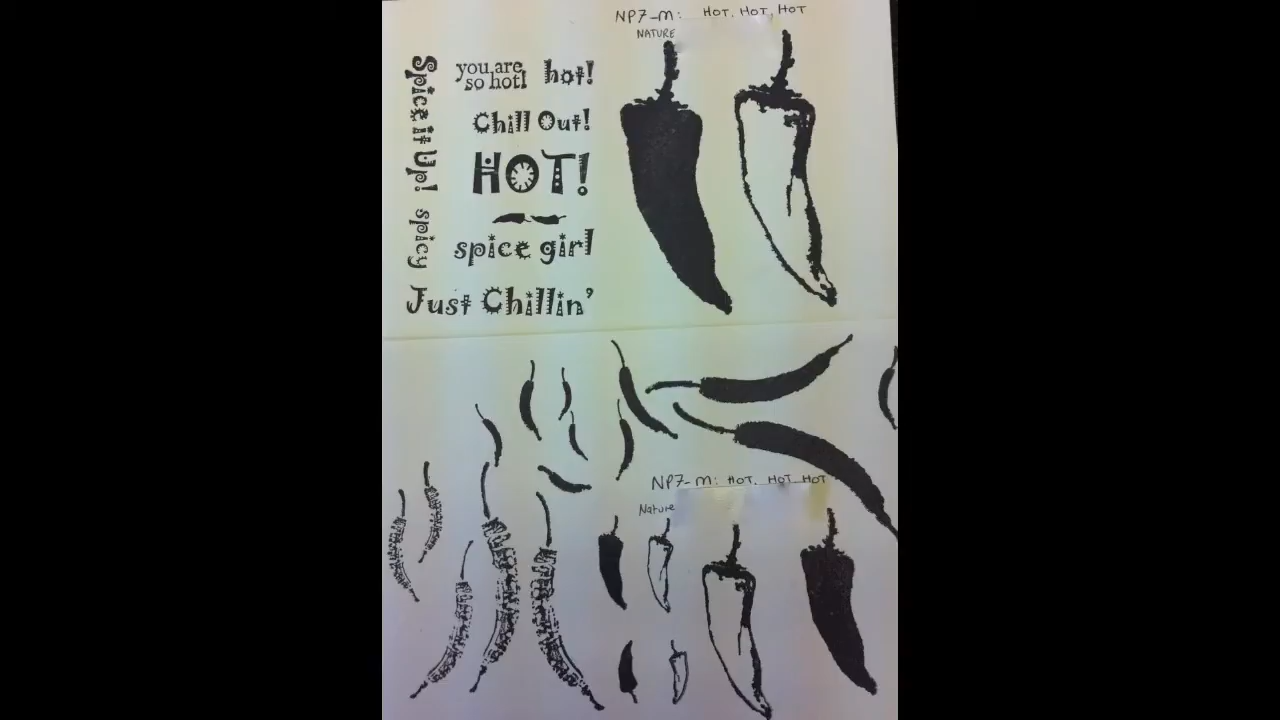 NP7-M: HOT, HOT, HOT
NATURE
Spice it Up!
you are
so hot!
hot!
Chill Out!
HOT!
spicy
spice girl
Just Chillin'
NP7-M: HOT, HOT HOT
Nature